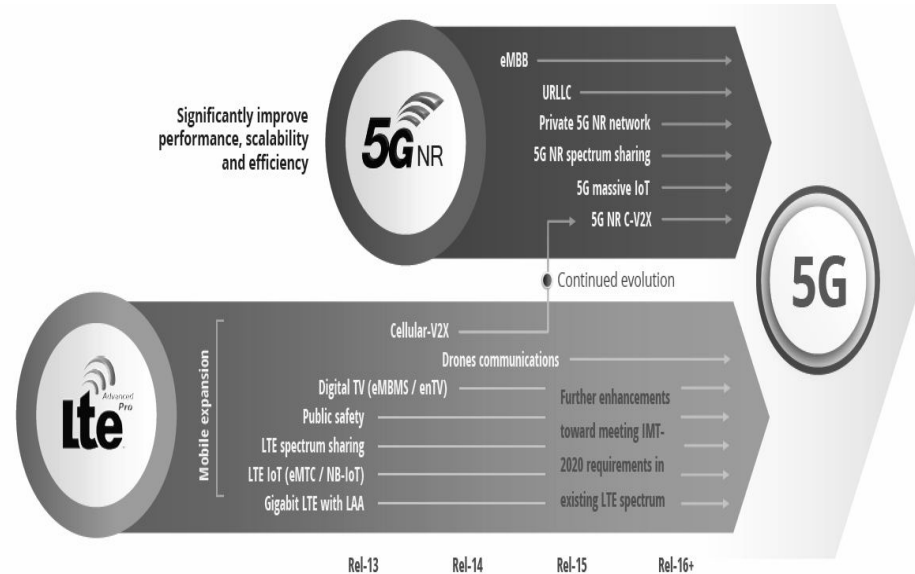 Significantly improve
performance, scalability
and efficiency
5G NR
eMBB
URLLC
Private 5G NR network
5G NR spectrum sharing
5G massive IoT
5G NR C-V2X
Continued evolution
5G
Advanced
Pro
Lte
Mobile expansion
Cellular-V2X
Drones communications
Digital TV (eMBMS / enTV)
Public safety
LTE spectrum sharing
LTE IoT (eMTC / NB-IoT)
Gigabit LTE with LAA
Further enhancements
toward meeting IMT-
2020 requirements in
existing LTE spectrum
Rel-13 Rel-14 Rel-15 Rel-16+